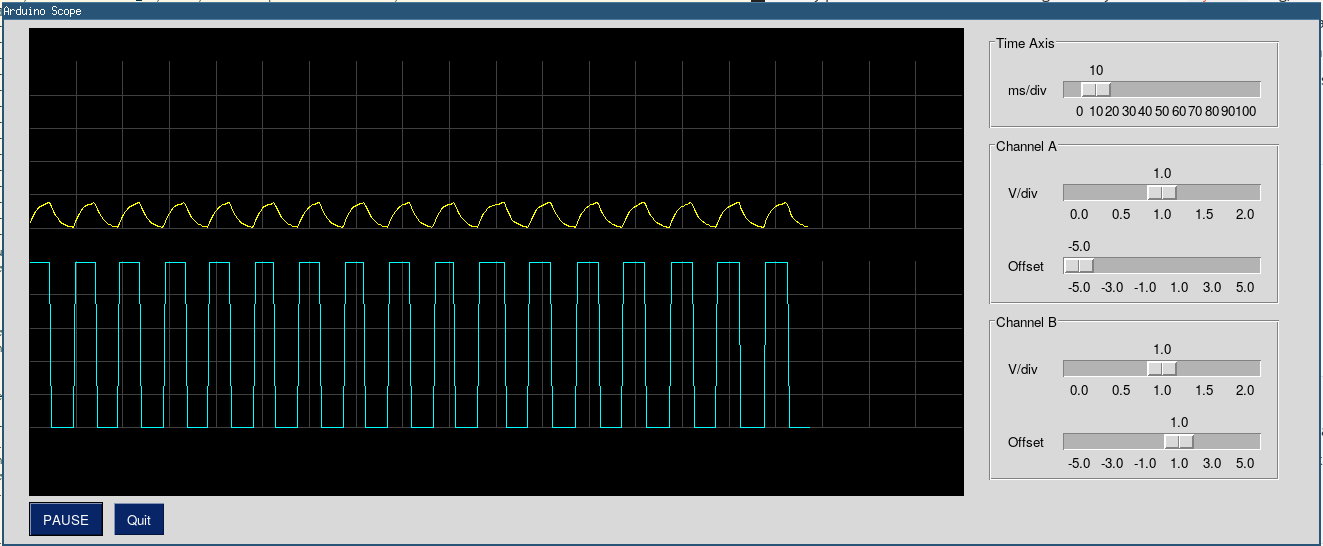 Arduino Scope
Time Axis
10
ms/div
0 10 20 30 40 50 60 70 80 90 100
Channel A
1.0
V/div
0.0 0.5 1.0 1.5 2.0
-5.0
Offset
-5.0 -3.0 -1.0 1.0 3.0 5.0
Channel B
1.0
V/div
0.0 0.5 1.0 1.5 2.0
1.0
Offset
-5.0 -3.0 -1.0 1.0 3.0 5.0
PAUSE Quit